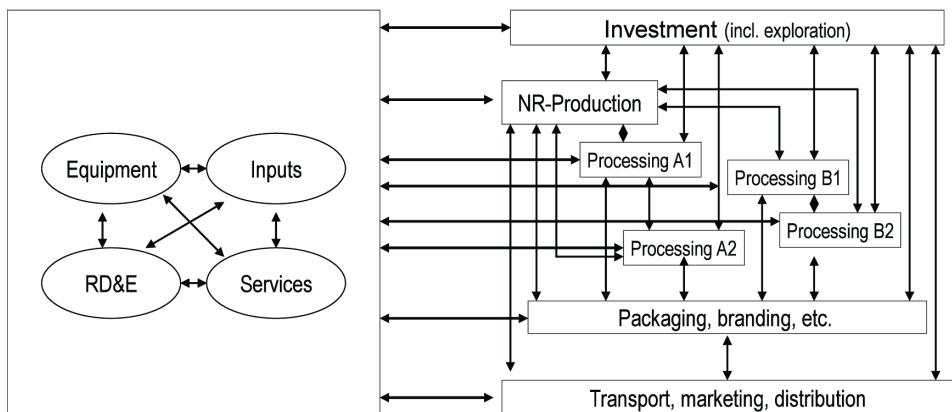 Investment (incl. exploration)
NR-Production
Equipment
Inputs
Processing A1
Processing B1
Processing B2
Processing A2
RD&E
Services
Packaging, branding, etc.
Transport, marketing, distribution